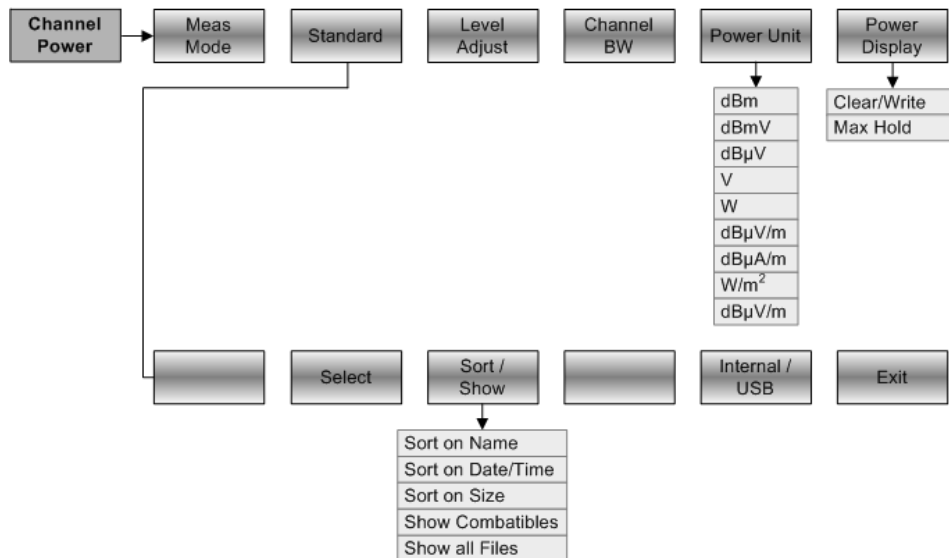 Channel
Power
Meas
Mode
Standard
Level
Adjust
Channel
BW
Power Unit
Power
Display
dBm
dBmV
dBµV
V
W
dBµV/m
dBµA/m
W/m²
dBµV/m
Clear/Write
Max Hold
Select
Sort /
Show
Internal /
USB
Exit
Sort on Name
Sort on Date/Time
Sort on Size
Show Combatibles
Show all Files